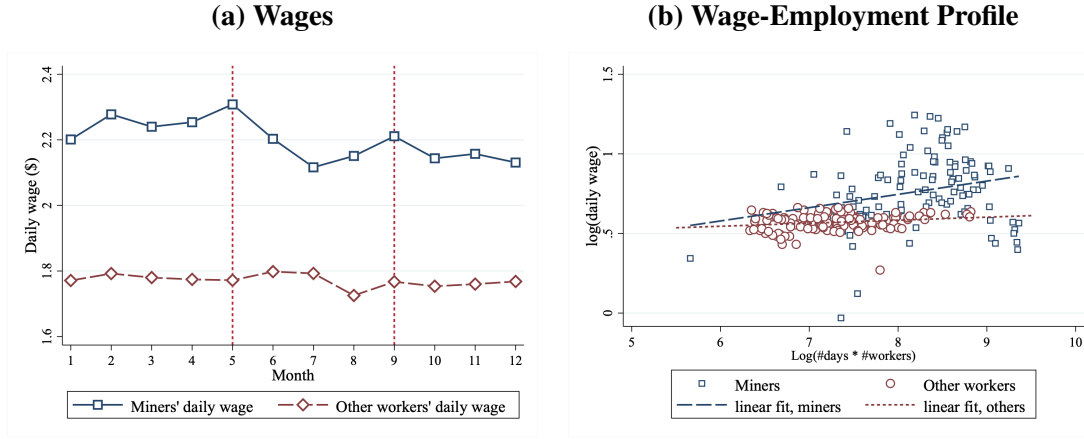 (a) Wages
2.4
2.2
2
1.8
1.6
Daily wage ($)
1 2 3 4 5 6 7 8 9 10 11 12
Month
Miners' daily wage
Other workers' daily wage
(b) Wage-Employment Profile
1.5
1
0.5
0
log(daily wage)
5 6 7 8 9 10
Log(#days * #workers)
Miners
Other workers
linear fit, miners
linear fit, others